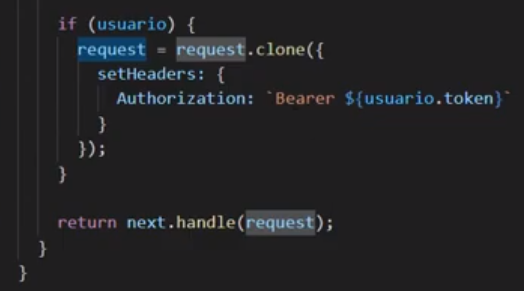 if (usuario) {
request = request.clone({
setHeaders: {
Authorization: `Bearer ${usuario.token}`
}
});
}
return next.handle(request);
}
}